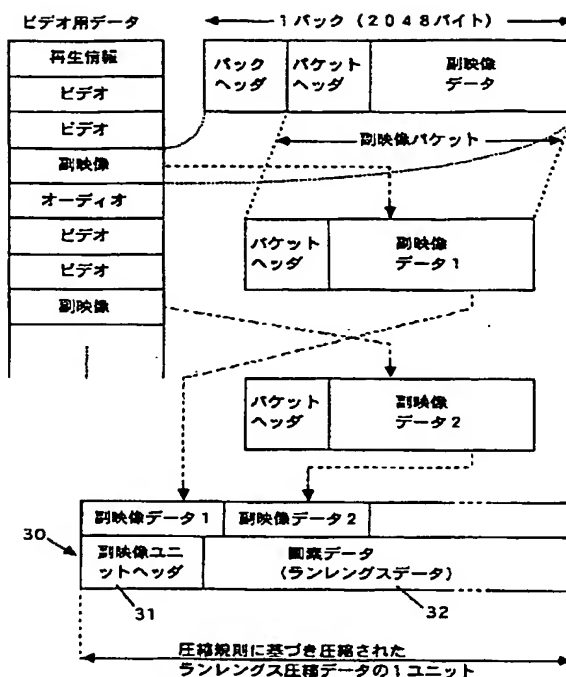 ビデオ用データ
再生情報
ビデオ
ビデオ
副映像
オーディオ
ビデオ
ビデオ
副映像
1パック(2048バイト)
パック
ヘッダ
パケット
ヘッダ
副映像
データ
副映像パケット
パケット
ヘッダ
副映像
データ1
パケット
ヘッダ
副映像
データ2
30
副映像データ1
副映像データ2
副映像ユニ
ットヘッダ
画素データ
(ランレングスデータ)
31
32
圧縮規則に基づき圧縮された
ランレングス圧縮データの1ユニット